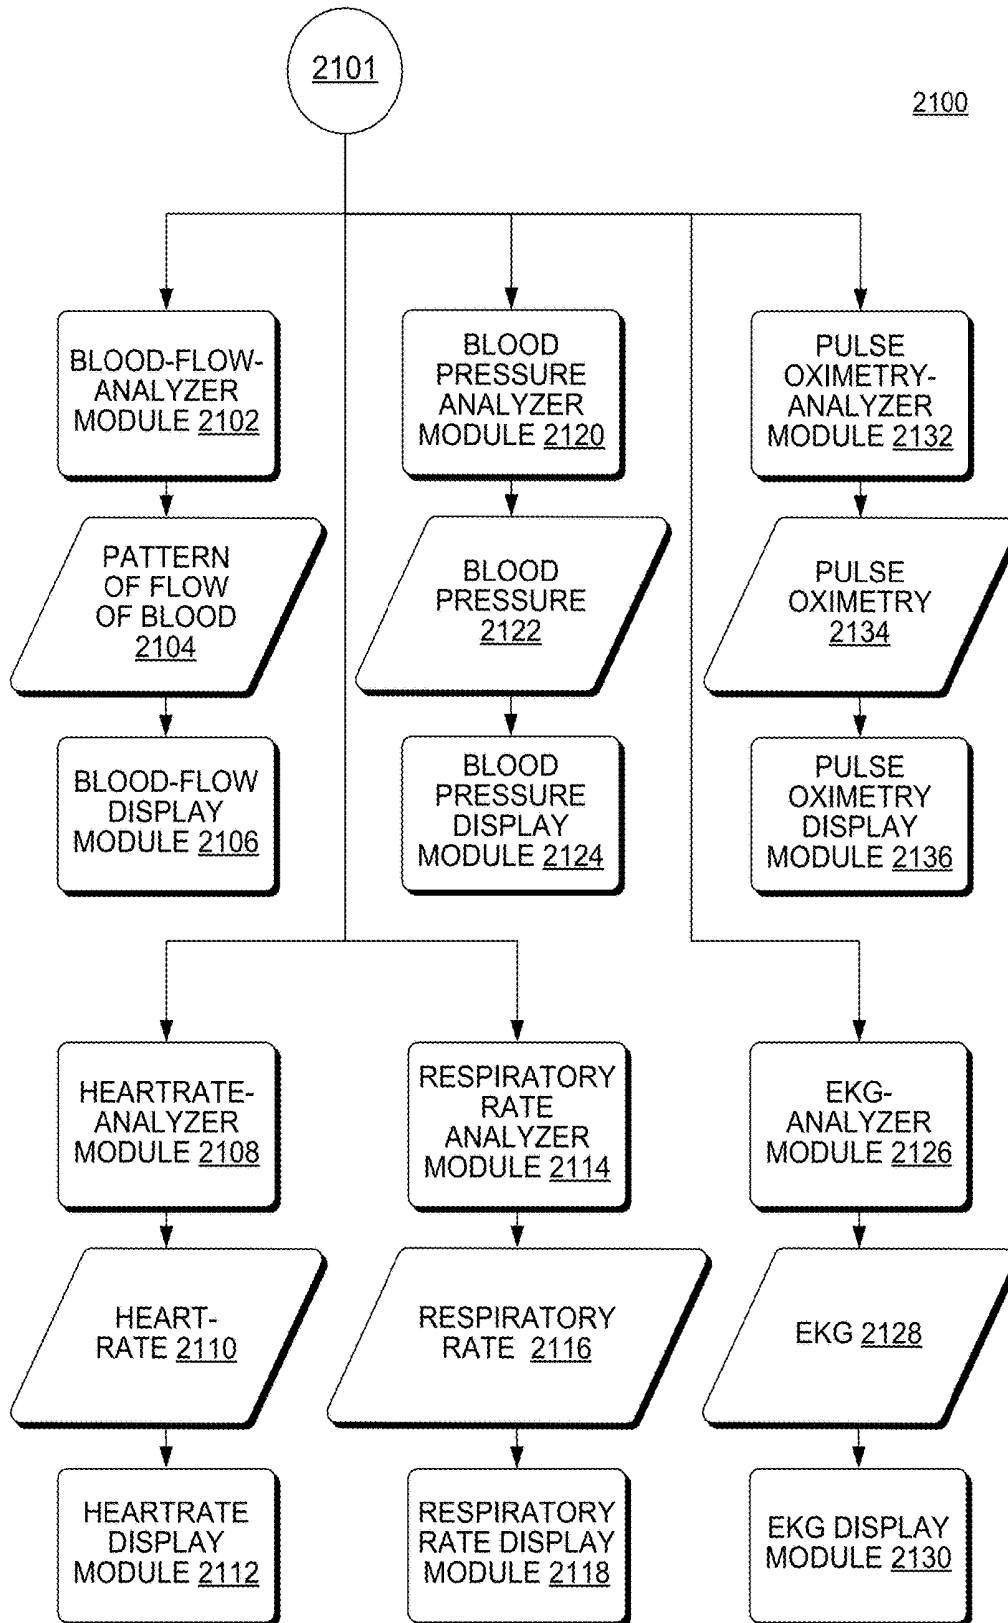 2101
2100
BLOOD-FLOW-
ANALYZER
MODULE 2102
BLOOD
PRESSURE
ANALYZER
MODULE 2120
PULSE
OXIMETRY-
ANALYZER
MODULE 2132
PATTERN
OF FLOW
OF BLOOD
2104
BLOOD
PRESSURE
2122
PULSE
OXIMETRY
2134
BLOOD-FLOW
DISPLAY
MODULE 2106
BLOOD
PRESSURE
DISPLAY
MODULE 2124
PULSE
OXIMETRY
DISPLAY
MODULE 2136
HEARTRATE-
ANALYZER
MODULE 2108
RESPIRATORY
RATE
ANALYZER
MODULE 2114
EKG-
ANALYZER
MODULE 2126
HEART-
RATE 2110
RESPIRATORY
RATE 2116
EKG 2128
HEARTRATE
DISPLAY
MODULE 2112
RESPIRATORY
RATE DISPLAY
MODULE 2118
EKG DISPLAY
MODULE 2130